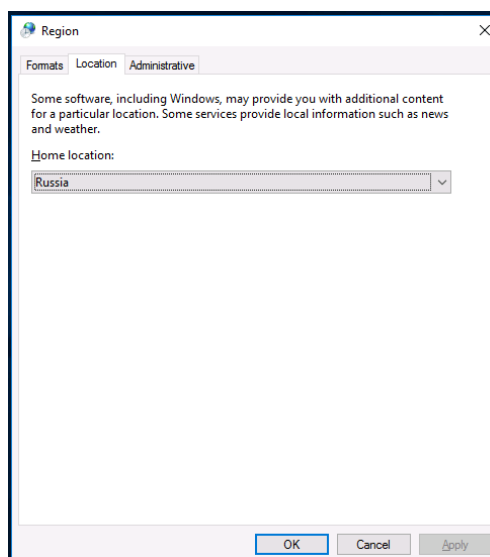 Region
Formats Location Administrative
Some software, including Windows, may provide you with additional content
for a particular location. Some services provide local information such as news
and weather.
Home location:
Russia
OK Cancel Apply